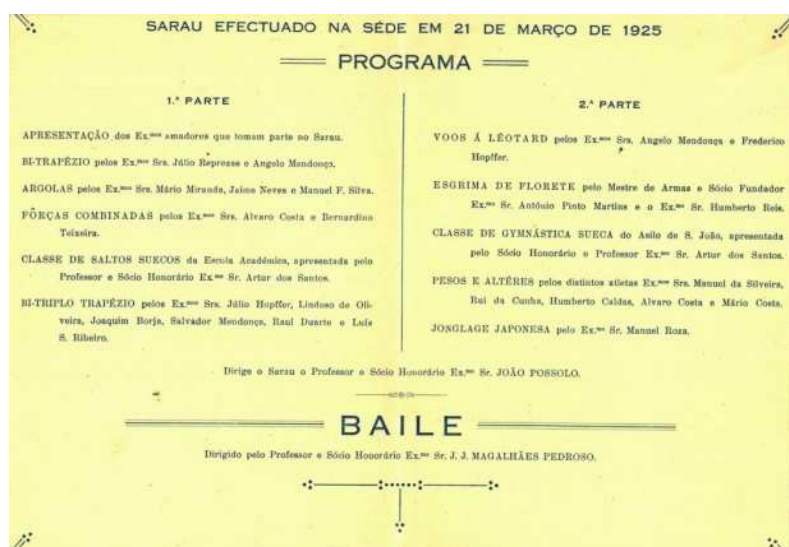 SARAU EFECTUADO NA SÉDE EM 21 DE MARÇO DE 1925
PROGRAMA
1.ª PARTE
APRESENTAÇÃO dos Ex.mos amadores que tomam parte no Sarau.
BI-TRAPÉZIO pelos Ex.mos Srs. Júlio Represas e Angelo Mendonça.
ARGOLAS pelos Ex.mos Srs. Mário Miranda, Jaime Neves e Manuel F. Silva.
FÔRÇAS COMBINADAS pelos Ex.mos Srs. Alvaro Costa e Bernardino
Teixeira.
CLASSE DE SALTOS SUECOS da Escola Académica, apresentada pelo
Professor e Sócio Honorário Ex.mo Sr. Artur dos Santos.
BI-TRIPLO TRAPÉZIO pelos Ex.mos Srs. Júlio Hopffer, Lindoso de Oli-
veira, Joaquim Borja, Salvador Mendonça, Raul Duarte e Luís
S. Ribeiro.
2.ª PARTE
VOOS Á LÉOTARD pelos Ex.mos Srs. Angelo Mendonça e Frederico
Hopffer.
ESGRIMA DE FLORETE pelo Mestre de Armas e Sócio Fundador
Ex.mo Sr. António Pinto Martins e o Ex.mo Sr. Humberto Reis.
CLASSE DE GYMNÁSTICA SUECA do Asilo de S. João, apresentada
pelo Sócio Honorário e Professor Ex.mo Sr. Artur dos Santos.
PESOS E ALTÉRES pelos distintos atletas Ex.mos Srs. Manuel da Silveira,
Rui da Cunha, Humberto Caldas, Alvaro Costa e Mário Costa.
JONGLAGE JAPONESA pelo Ex.mo Sr. Manuel Roza.
Dirige o Sarau o Professor e Sócio Honorário Ex.mo Sr. JOÃO POSSOLO.
BAILE
Dirigido pelo Professor e Sócio Honorário Ex.mo Sr. J. J. MAGALHÃES PEDROSO.